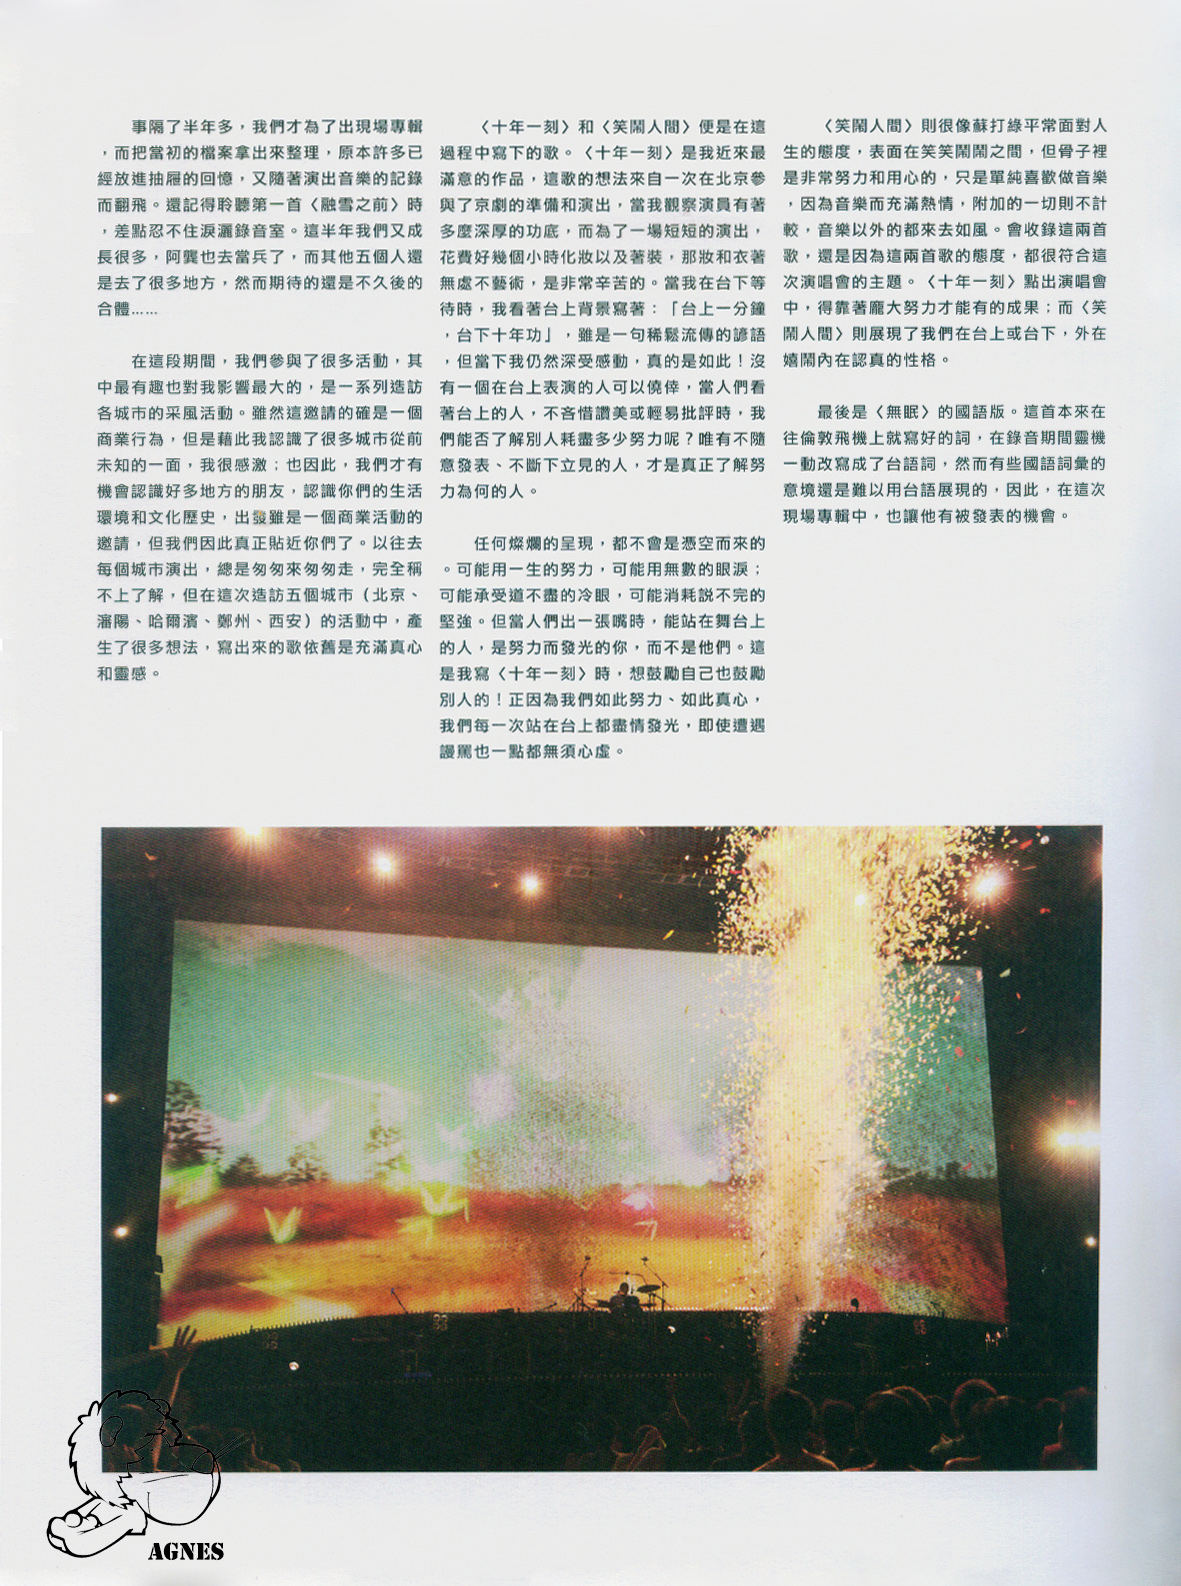 事隔了半年多，我們才為了出現場專輯
，而把當初的檔案拿出來整理，原本許多已
經放進抽屜的回憶，又隨著演出音樂的記錄
而翻飛。還記得聆聽第一首〈融雪之前〉時
，差點忍不住淚灑錄音室。這半年我們又成
長很多，阿龔也去當兵了，而其他五個人還
是去了很多地方，然而期待的還是不久後的
合體……
在這段期間，我們參與了很多活動，其
中最有趣也對我影響最大的，是一系列造訪
各城市的采風活動。雖然這邀請的確是一個
商業行為，但是藉此我認識了很多城市從前
未知的一面，我很感激；也因此，我們才有
機會認識好多地方的朋友，認識你們的生活
環境和文化歷史，出發雖是一個商業活動的
邀請，但我們因此真正貼近你們了。以往去
每個城市演出，總是匆匆來匆匆走，完全稱
不上了解，但在這次造訪五個城市（北京、
瀋陽、哈爾濱、鄭州、西安）的活動中，產
生了很多想法，寫出來的歌依舊是充滿真心
和靈感。
〈十年一刻〉和〈笑鬧人間〉便是在這
過程中寫下的歌。〈十年一刻〉是我近來最
滿意的作品，這歌的想法來自一次在北京參
與了京劇的準備和演出，當我觀察演員有著
多麼深厚的功底，而為了一場短短的演出，
花費好幾個小時化妝以及著裝，那妝和衣著
無處不藝術，是非常辛苦的。當我在台下等
待時，我看著台上背景寫著：「台上一分鐘
，台下十年功」，雖是一句稀鬆流傳的諺語
，但當下我仍然深受感動，真的是如此！沒
有一個在台上表演的人可以僥倖，當人們看
著台上的人，不吝惜讚美或輕易批評時，我
們能否了解別人耗盡多少努力呢？唯有不隨
意發表、不斷下立見的人，才是真正了解努
力為何的人。
任何燦爛的呈現，都不會是憑空而來的
。可能用一生的努力，可能用無數的眼淚；
可能承受道不盡的冷眼，可能消耗說不完的
堅強。但當人們出一張嘴時，能站在舞台上
的人，是努力而發光的你，而不是他們。這
是我寫〈十年一刻〉時，想鼓勵自己也鼓勵
別人的！正因為我們如此努力、如此真心，
我們每一次站在台上都盡情發光，即使遭遇
謾罵也一點都無須心虛。
〈笑鬧人間〉則很像蘇打綠平常面對人
生的態度，表面在笑笑鬧鬧之間，但骨子裡
是非常努力和用心的，只是單純喜歡做音樂
，因為音樂而充滿熱情，附加的一切則不計
較，音樂以外的都來去如風。會收錄這兩首
歌，還是因為這兩首歌的態度，都很符合這
次演唱會的主題。〈十年一刻〉點出演唱會
中，得靠著龐大努力才能有的成果；而〈笑
鬧人間〉則展現了我們在台上或台下，外在
嬉鬧內在認真的性格。
最後是〈無眠〉的國語版。這首本來在
往倫敦飛機上就寫好的詞，在錄音期間靈機
一動改寫成了台語詞，然而有些國語詞彙的
意境還是難以用台語展現的，因此，在這次
現場專輯中，也讓他有被發表的機會。
AGNES